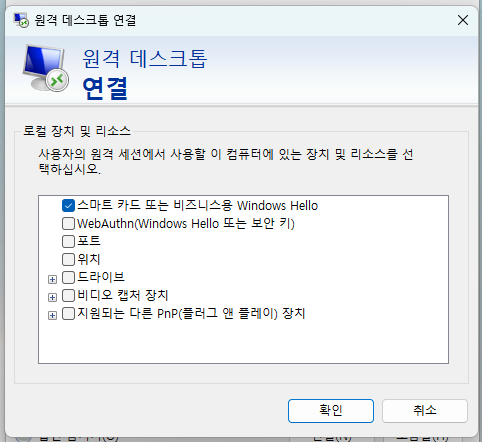 원격 데스크톱 연결
원격 데스크톱
연결
로컬 장치 및 리소스
사용자의 원격 세션에서 사용할 이 컴퓨터에 있는 장치 및 리소스를 선
택하십시오.
스마트 카드 또는 비즈니스용 Windows Hello
WebAuthn(Windows Hello 또는 보안 키)
포트
위치
드라이브
비디오 캡처 장치
지원되는 다른 PnP(플러그 앤 플레이) 장치
확인
취소